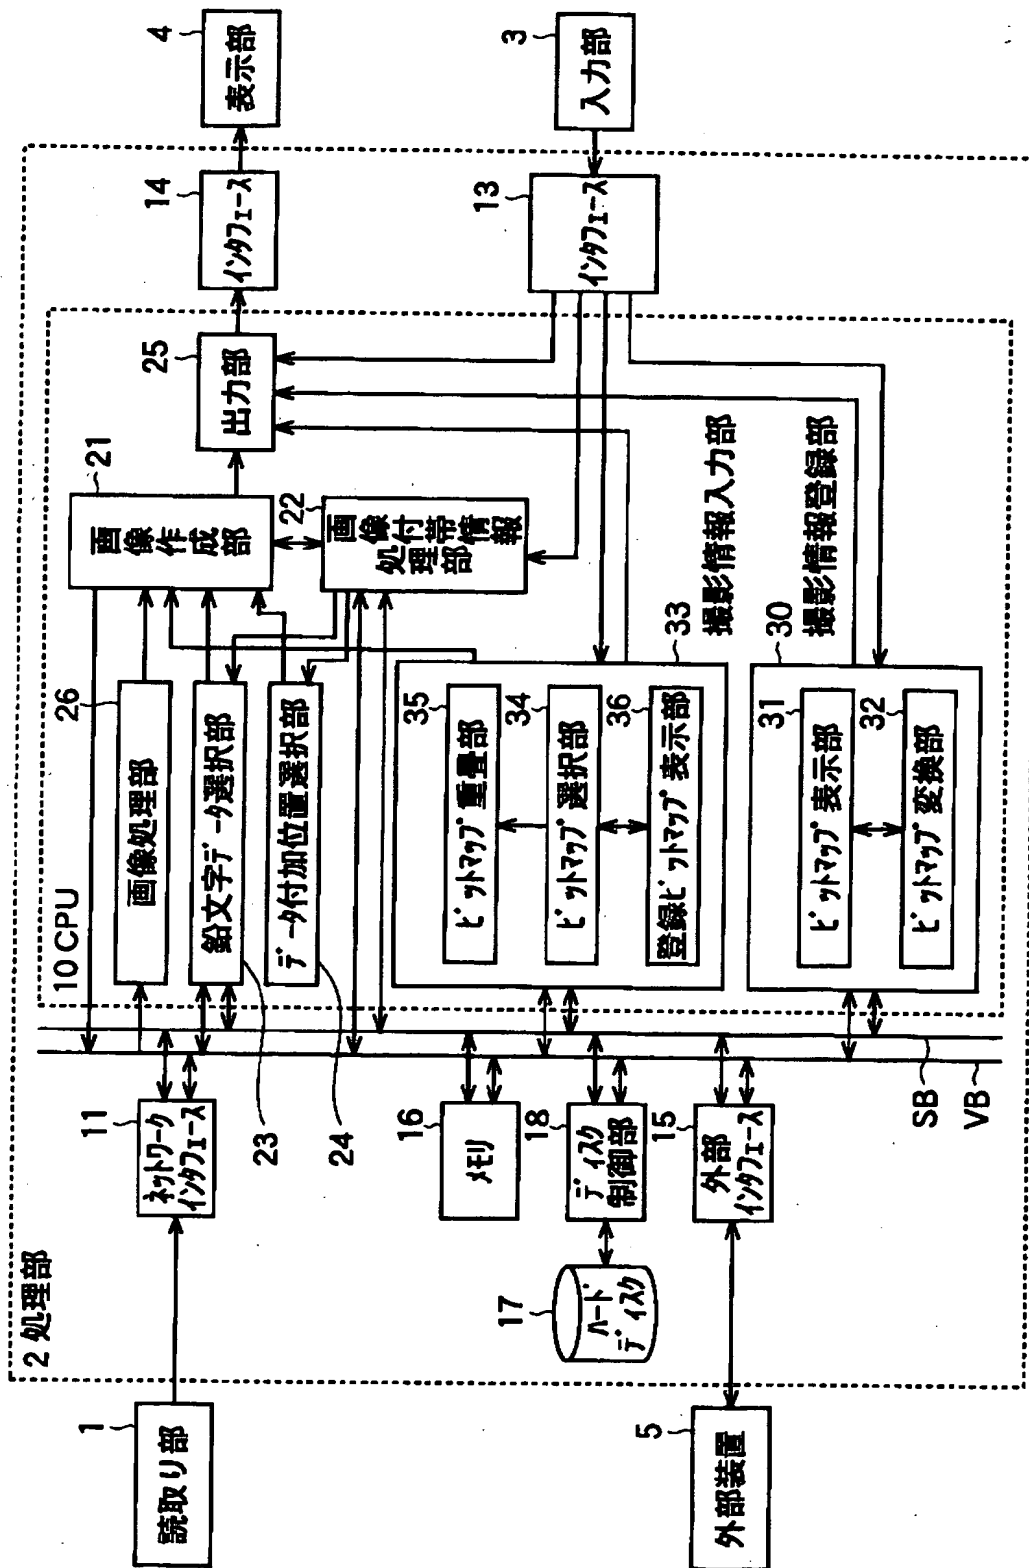 1
読取り部
2 処理部
11
ネットワーク
インタフェース
10 CPU
26
画像処理部
鉛文字データ選択部
23
データ付加位置選択部
24
21
画像作成部
22
画像付帯情報
処理部
25
出力部
14
インタフェース
4
表示部
3
入力部
13
インタフェース
33
撮影情報入力部
35
ビットマップ重畳部
34
ビットマップ選択部
36
登録ビットマップ表示部
30
撮影情報登録部
31
ビットマップ表示部
32
ビットマップ変換部
16
メモリ
18
ディスク
制御部
17
ハード
ディスク
15
外部
インタフェース
5
外部装置
SB
VB